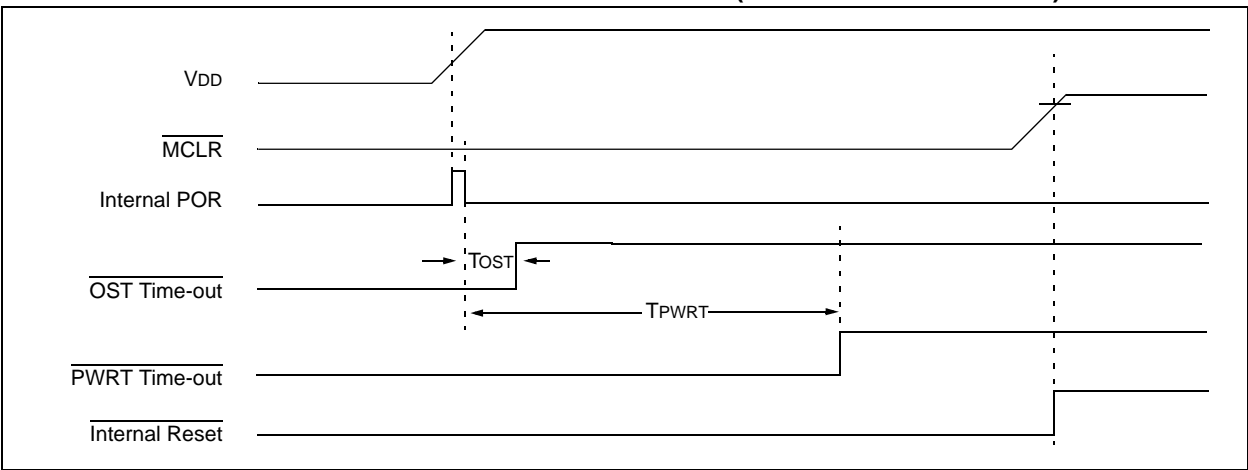 VDD
MCLR
Internal POR
TOST
OST Time-out
TPWRT
PWRT Time-out
Internal Reset